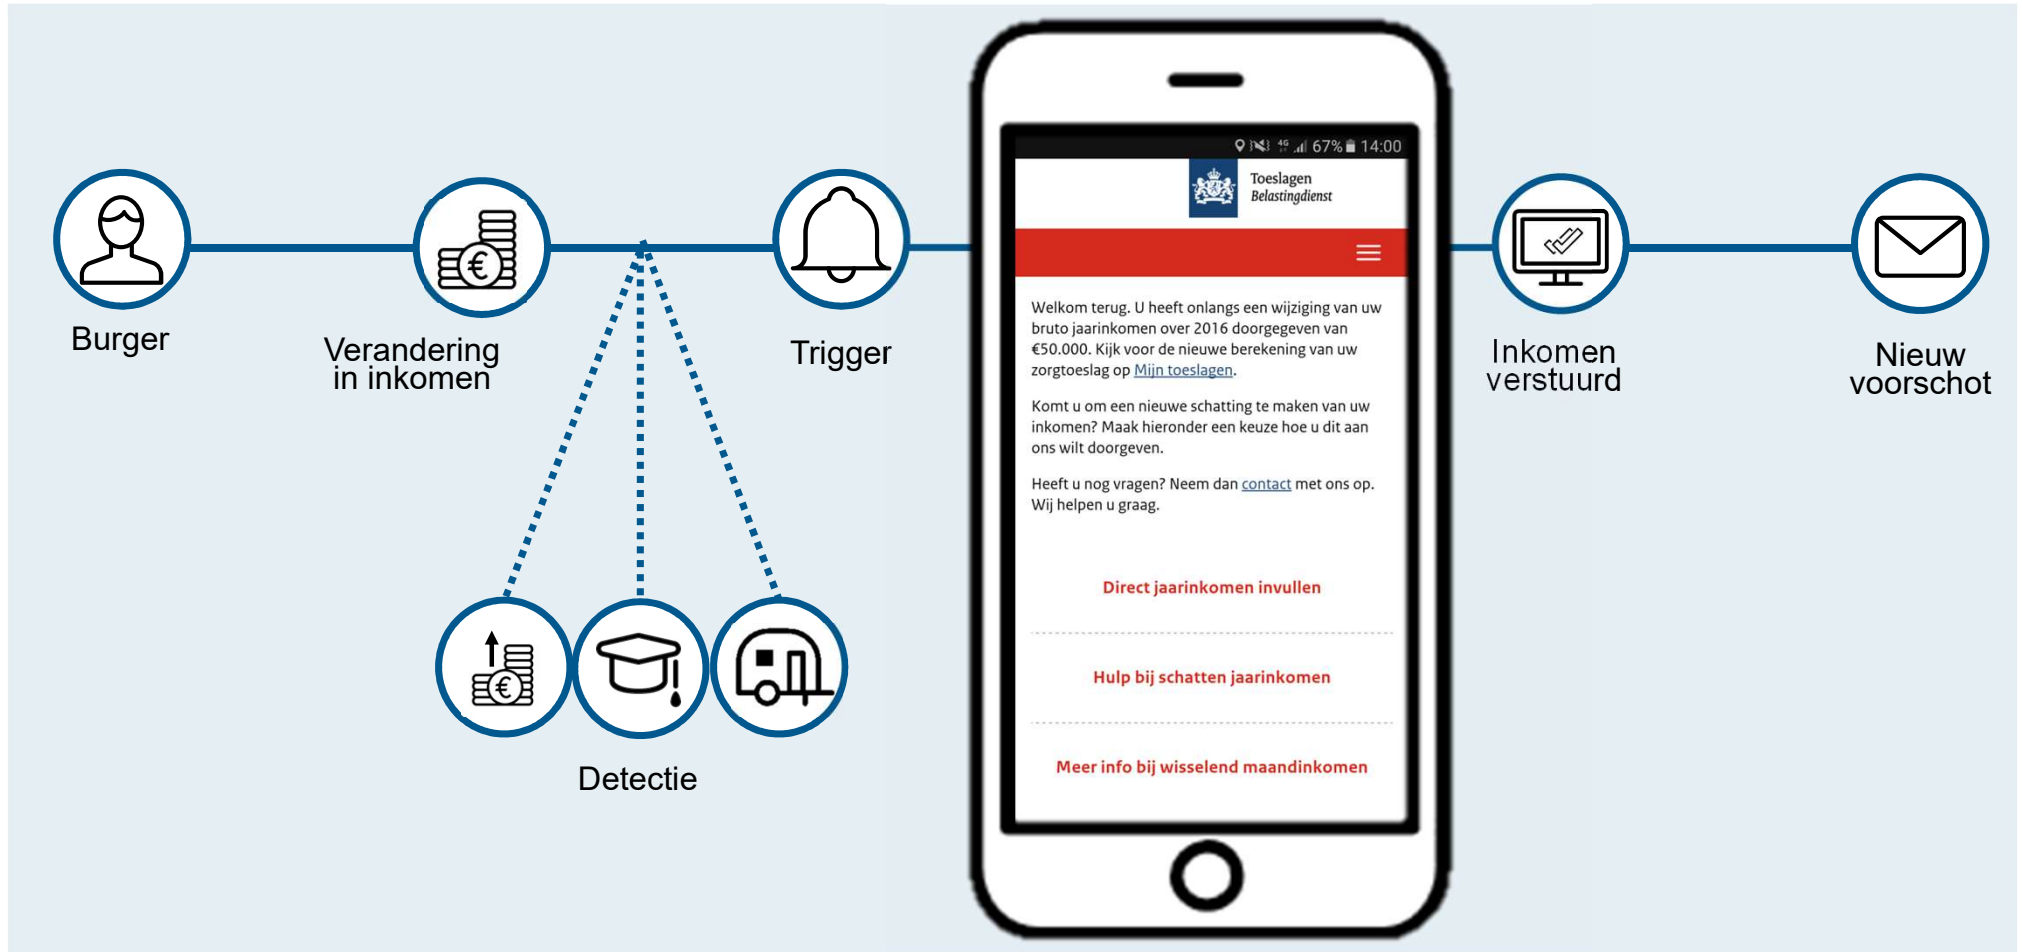 Burger
Verandering
in inkomen
Detectie
Trigger
4G 67% 14:00
Toeslagen
Belastingdienst
Welkom terug. U heeft onlangs een wijziging van uw
bruto jaarinkomen over 2016 doorgegeven van
€50.000. Kijk voor de nieuwe berekening van uw
zorgtoeslag op Mijn toeslagen.
Komt u om een nieuwe schatting te maken van uw
inkomen? Maak hieronder een keuze hoe u dit aan
ons wilt doorgeven.
Heeft u nog vragen? Neem dan contact met ons op.
Wij helpen u graag.
Direct jaarinkomen invullen
Hulp bij schatten jaarinkomen
Meer info bij wisselend maandinkomen
Inkomen
verstuurd
Nieuw
voorschot